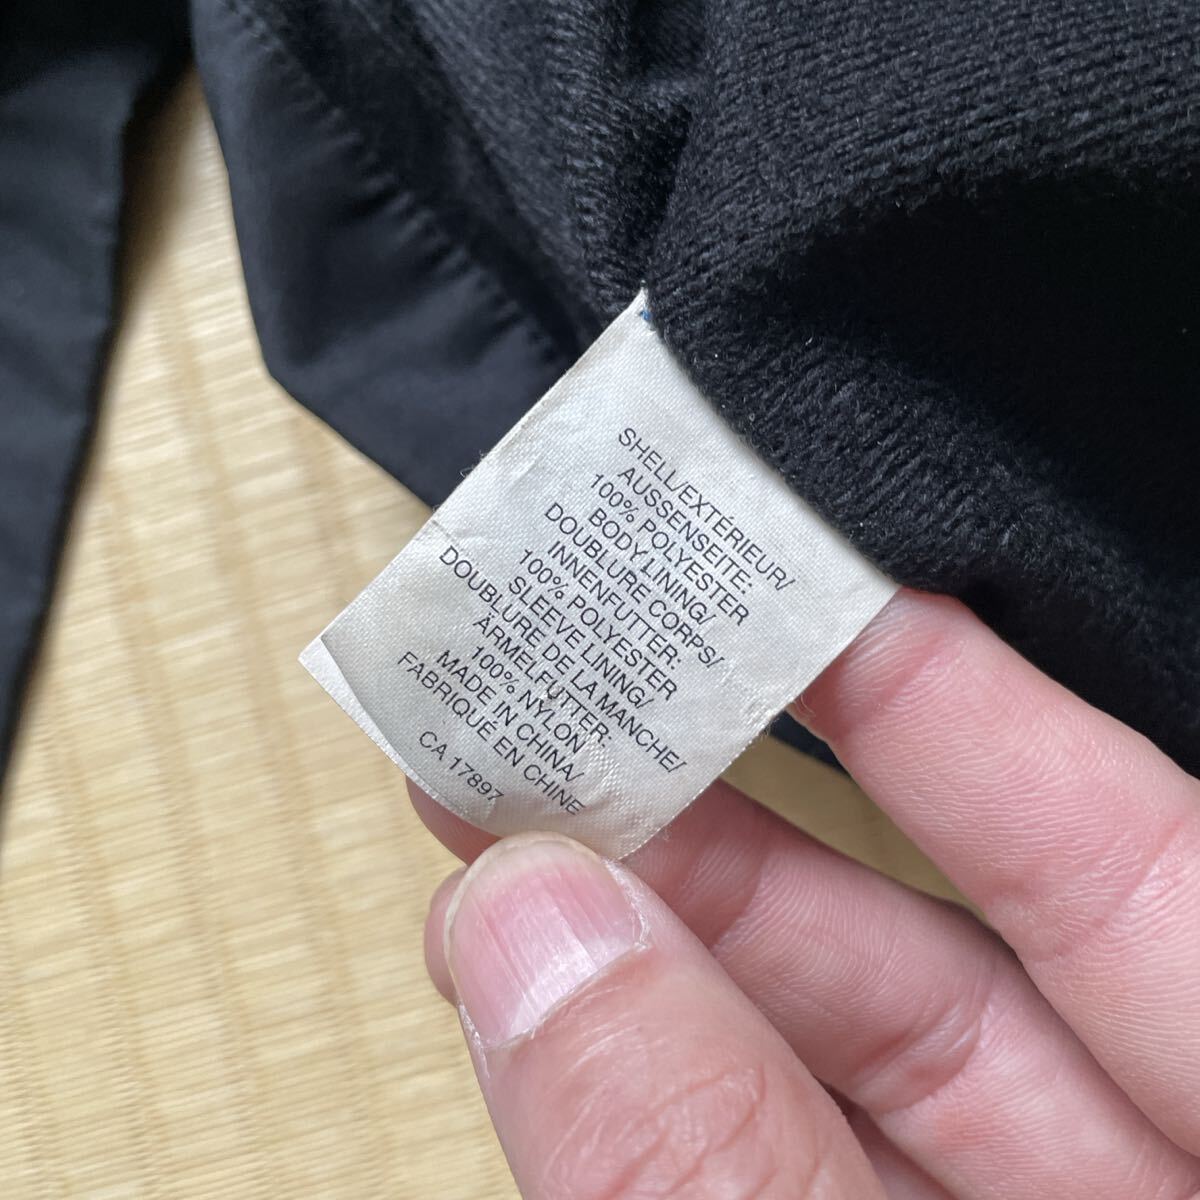 SHELL/EXTÉRIEUR/
AUSSENSEITE:
100% POLYESTER
BODY LINING/
DOUBLURE CORPS/
INNENFUTTER:
100% POLYESTER
SLEEVE LINING/
DOUBLURE DE LA MANCHE/
ÄRMELFUTTER:
100% NYLON
MADE IN CHINA/
FABRIQUÉ EN CHINE
CA 17897